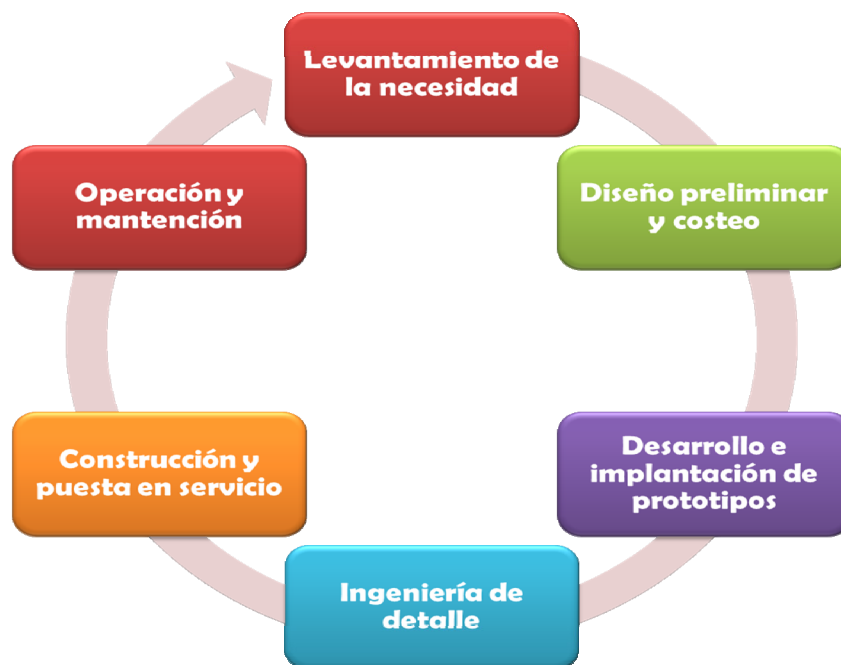 Levantamiento de
la necesidad
Diseño preliminar
y costeo
Desarrollo e
implantación de
prototipos
Ingeniería de
detalle
Construcción y
puesta en servicio
Operación y
mantención